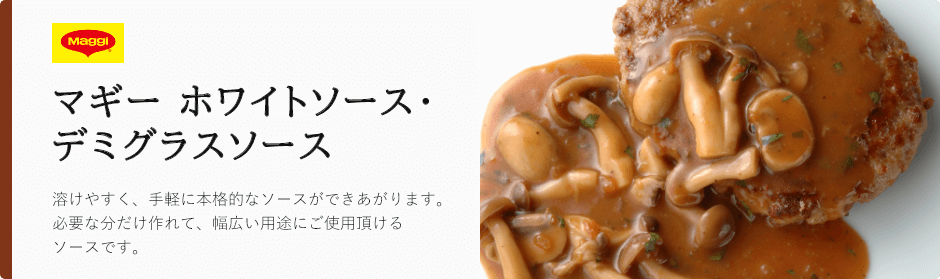 Maggi
マギー ホワイトソース・
デミグラスソース
溶けやすく、手軽に本格的なソースができあがります。
必要な分だけ作れて、幅広い用途にご使用頂ける
ソースです。